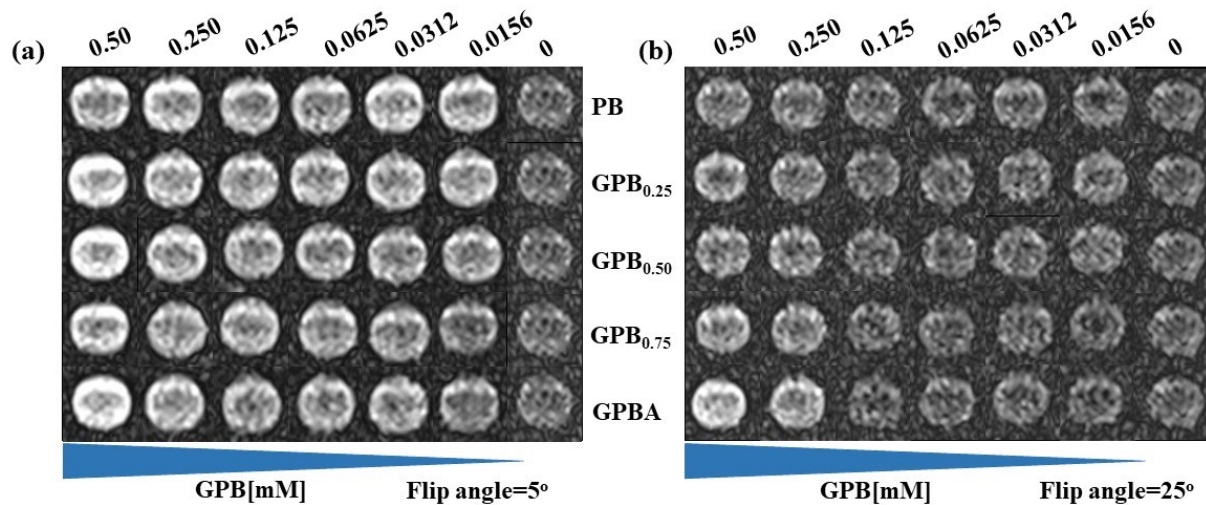 (a) 0.50 0.250 0.125 0.0625 0.0312 0.0156 0
(b) 0.50 0.250 0.125 0.0625 0.0312 0.0156 0
PB
GPB₀.₂₅
GPB₀.₅₀
GPB₀.₇₅
GPBA
GPB[mM] Flip angle=5°
GPB[mM] Flip angle=25°